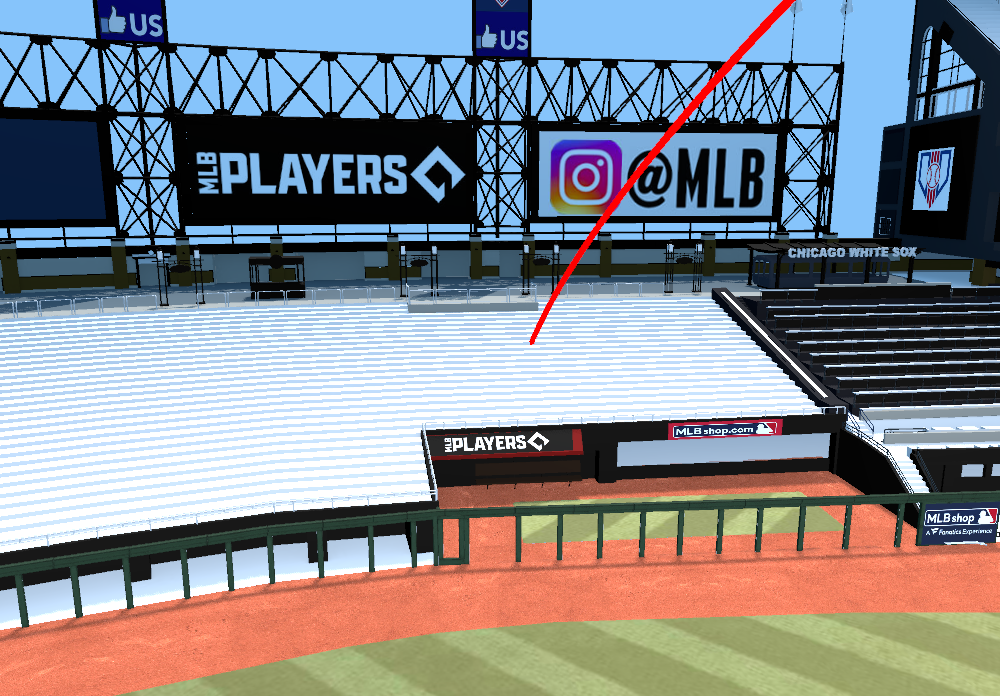 US
US
MLB PLAYERS
@MLB
CHICAGO WHITE SOX
MLB PLAYERS
MLBshop.com
MLBshop
A Fanatics Experience